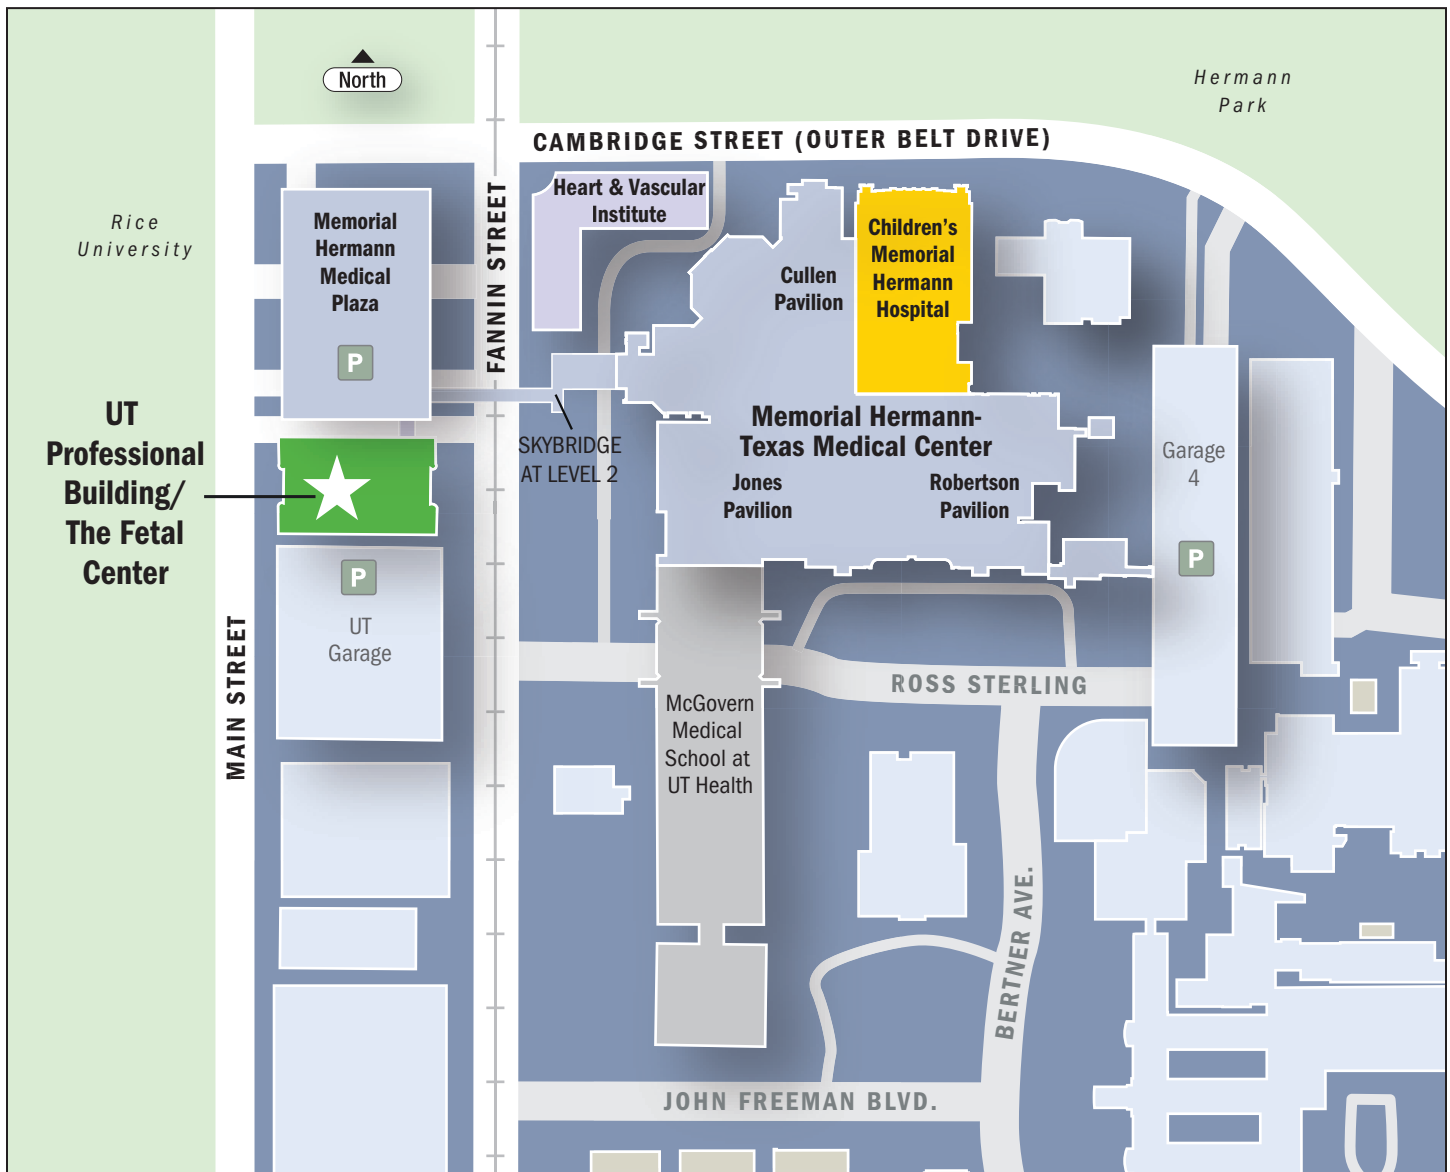 North
Hermann
Park
CAMBRIDGE STREET (OUTER BELT DRIVE)
Rice
University
Memorial
Hermann
Medical
Plaza
P
FANNIN STREET
Heart & Vascular
Institute
Cullen
Pavilion
Children's
Memorial
Hermann
Hospital
UT
Professional
Building/
The Fetal
Center
SKYBRIDGE
AT LEVEL 2
Memorial Hermann-
Texas Medical Center
Jones
Pavilion
Robertson
Pavilion
Garage
4
P
P
UT
Garage
MAIN STREET
McGovern
Medical
School at
UT Health
ROSS STERLING
BERTNER AVE.
JOHN FREEMAN BLVD.